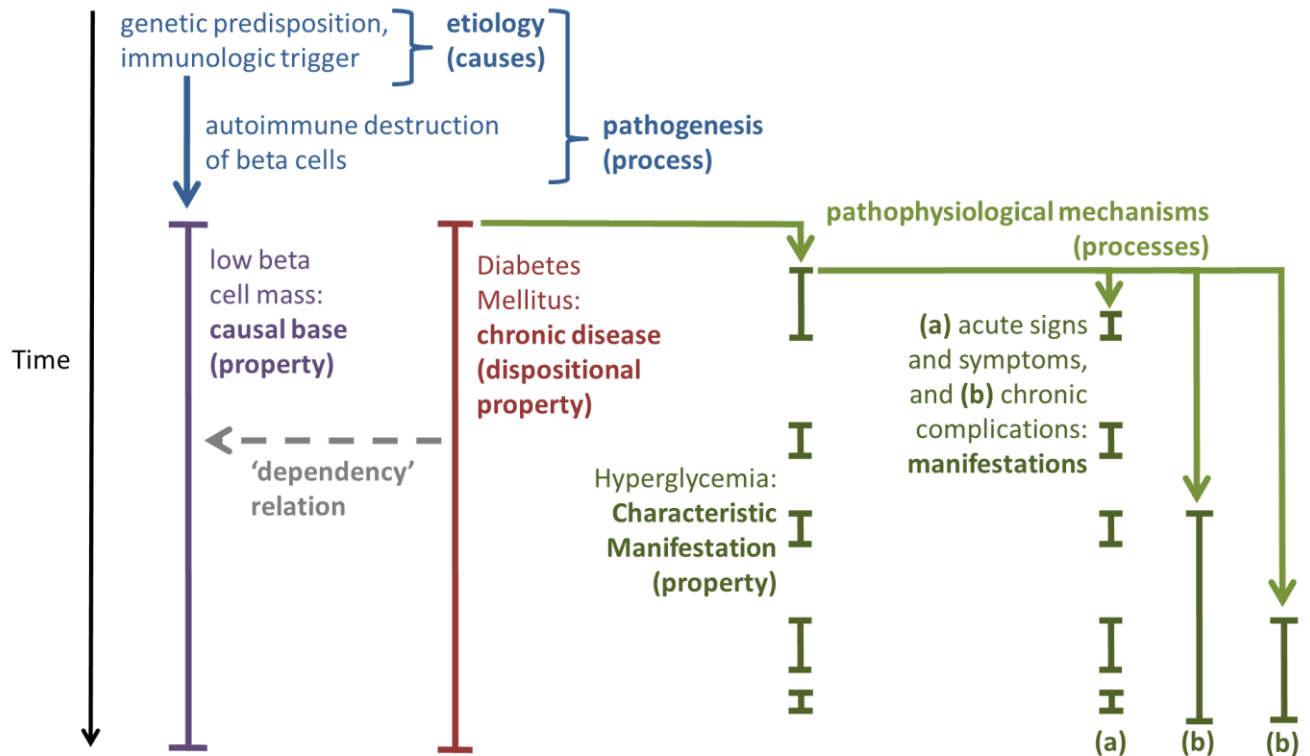 genetic predisposition,
immunologic trigger
etiology
(causes)
autoimmune destruction
of beta cells
pathogenesis
(process)
pathophysiological mechanisms
(processes)
Time
low beta
cell mass:
causal base
(property)
Diabetes
Mellitus:
chronic disease
(dispositional
property)
‘dependency’
relation
Hyperglycemia:
Characteristic
Manifestation
(property)
(a) acute signs
and symptoms,
and (b) chronic
complications:
manifestations
(a)
(b)
(b)